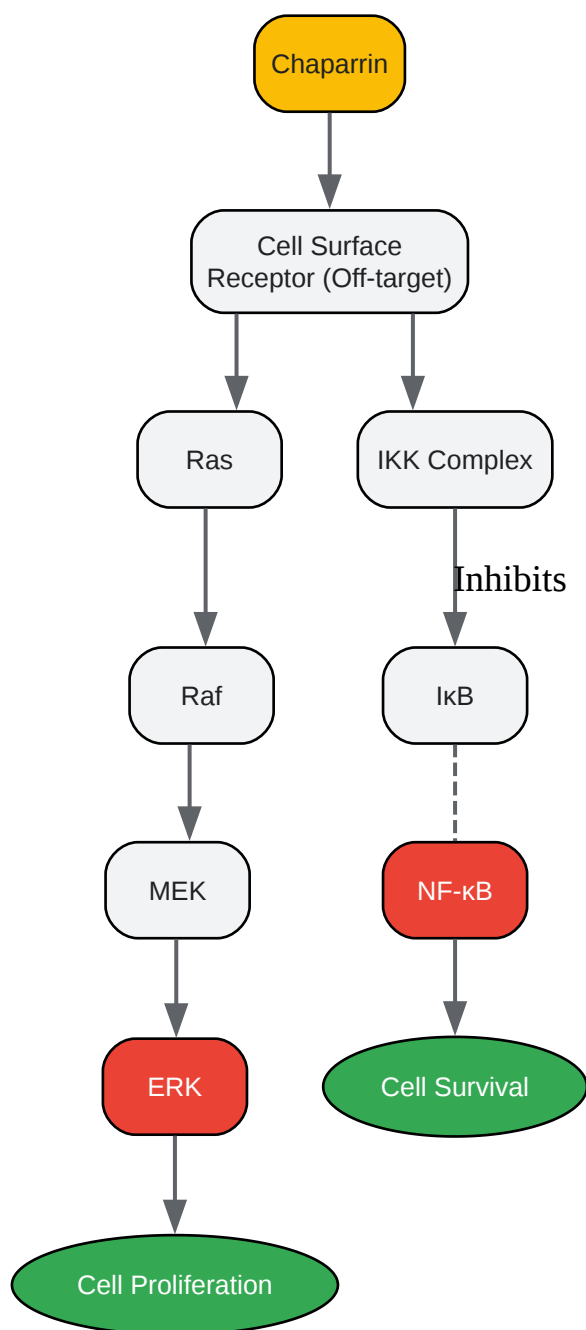 Chaparrin
Cell Surface
Receptor (Off-target)
Ras
IKK Complex
Inhibits
Raf
IκB
MEK
NF-κB
ERK
Cell Survival
Cell Proliferation